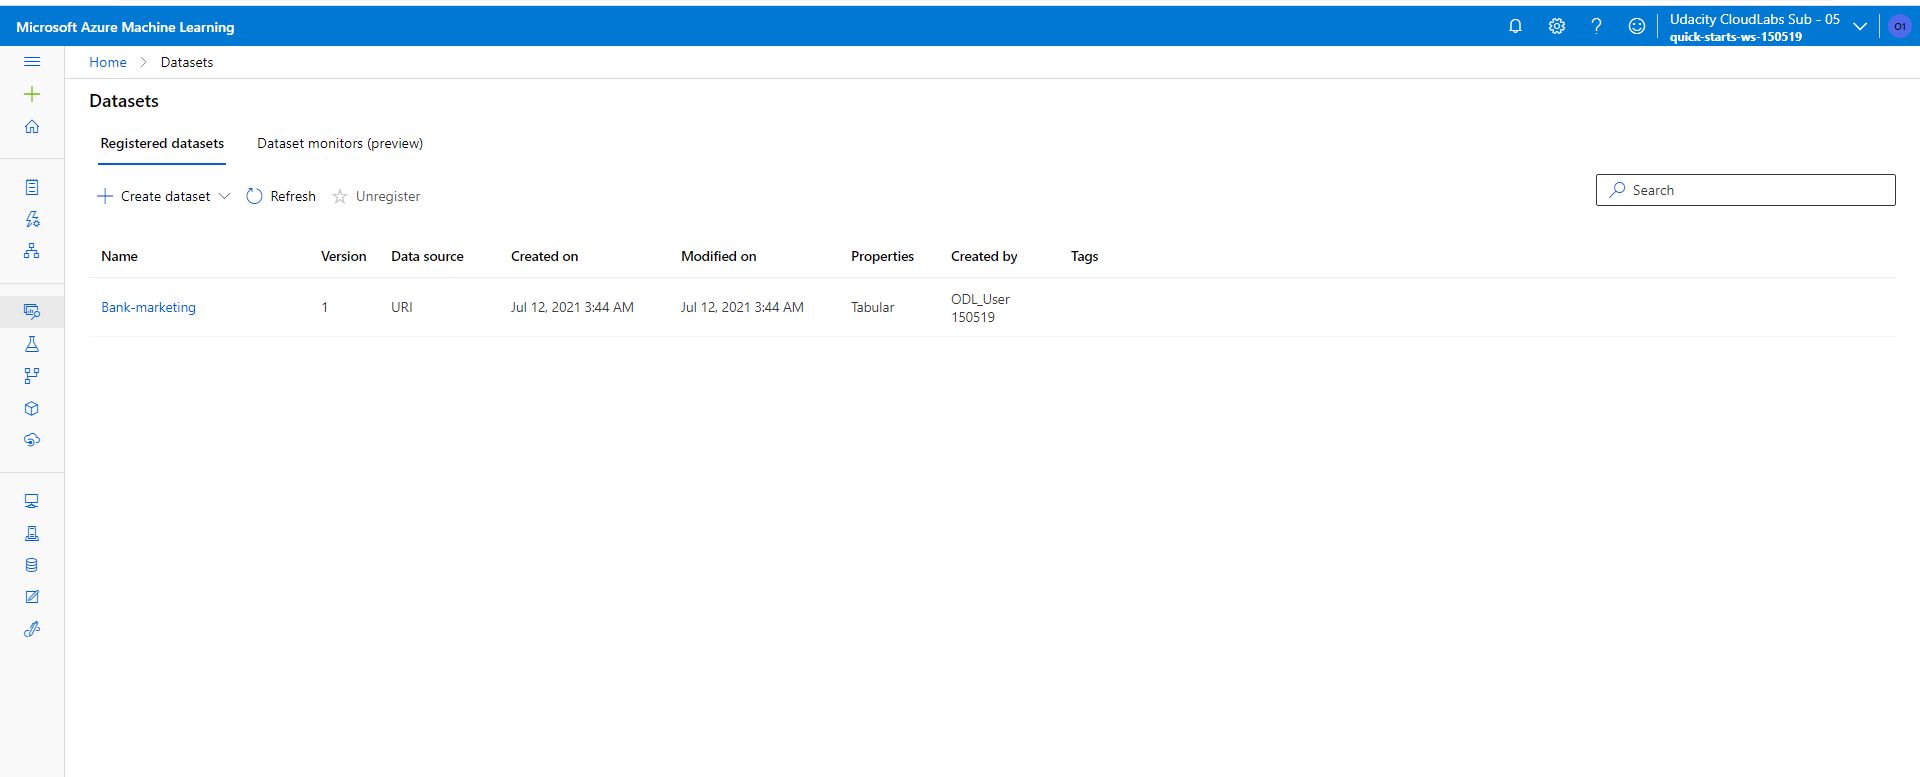 Microsoft Azure Machine Learning
Udacity CloudLabs Sub - 05
quick-starts-ws-150519
O1
Home > Datasets
Datasets
Registered datasets
Dataset monitors (preview)
Create dataset
Refresh
Unregister
Search
Name Version Data source Created on Modified on Properties Created by Tags
Bank-marketing 1 URI Jul 12, 2021 3:44 AM Jul 12, 2021 3:44 AM Tabular ODL_User
150519